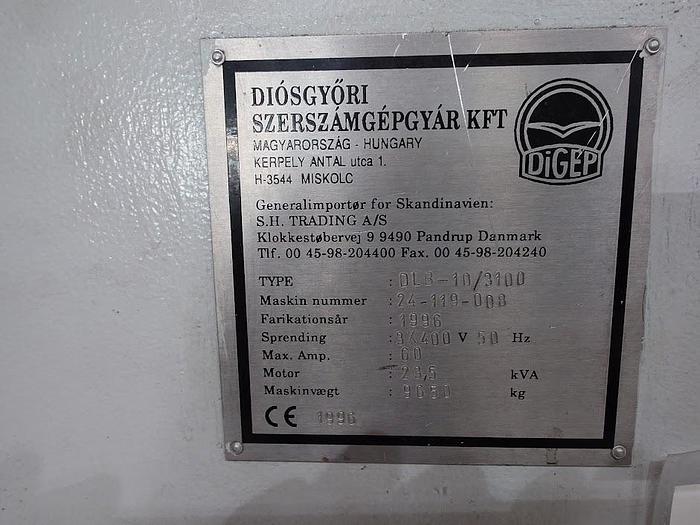 DIÓSGYŐRI
SZERSZÁMGÉPGYÁR KFT
MAGYARORSZÁG - HUNGARY
KERPELY ANTAL utca 1.
H-3544 MISKOLC
DiGÉP
Generalimportør for Skandinavien:
S.H. TRADING A/S
Klokkestøbervej 9 9490 Pandrup Danmark
Tlf. 00 45-98-204400 Fax. 00 45-98-204240
TYPE : DLB-10/3100
Maskin nummer : 24-119-008
Farikationsår : 1996
Sprending : 3X400 V 50 Hz
Max. Amp. : 60
Motor : 23,5 kVA
Maskinvægt : 9650 kg
CE 1996